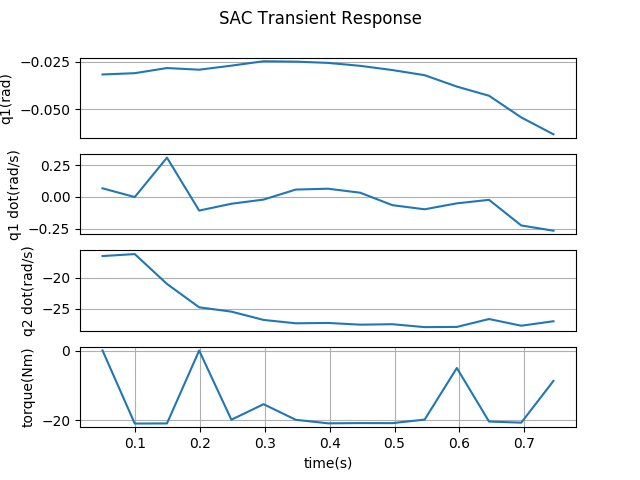 SAC Transient Response
q1(rad)
−0.025
−0.050
q1 dot(rad/s)
0.25
0.00
−0.25
q2 dot(rad/s)
−20
−25
torque(Nm)
0
−20
0.1 0.2 0.3 0.4 0.5 0.6 0.7
time(s)